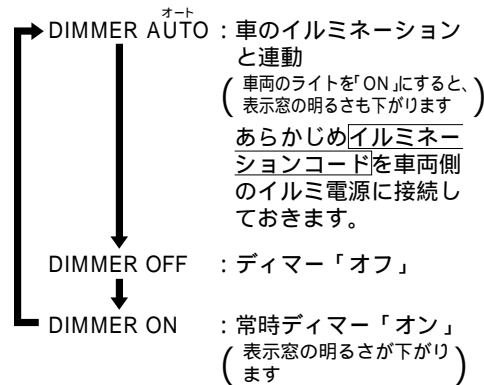 オート
DIMMER AUTO : 車のイルミネーション
と連動
( 車両のライトを「ON」にすると、
表示窓の明るさも下がります )
あらかじめイルミネー
ションコードを車両側
のイルミ電源に接続し
ておきます。
DIMMER OFF : ディマー「オフ」
DIMMER ON : 常時ディマー「オン」
( 表示窓の明るさが下がり
ます )